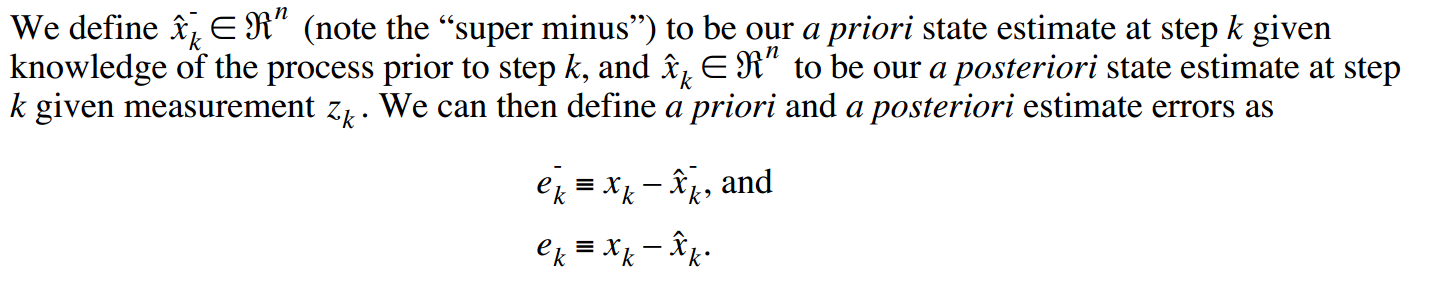 We define x̂ₖ⁻ ∈ ℜⁿ (note the “super minus”) to be our a priori state estimate at step k given
knowledge of the process prior to step k, and x̂ₖ ∈ ℜⁿ to be our a posteriori state estimate at step
k given measurement zₖ. We can then define a priori and a posteriori estimate errors as
eₖ⁻ ≡ xₖ – x̂ₖ⁻, and
eₖ ≡ xₖ – x̂ₖ.